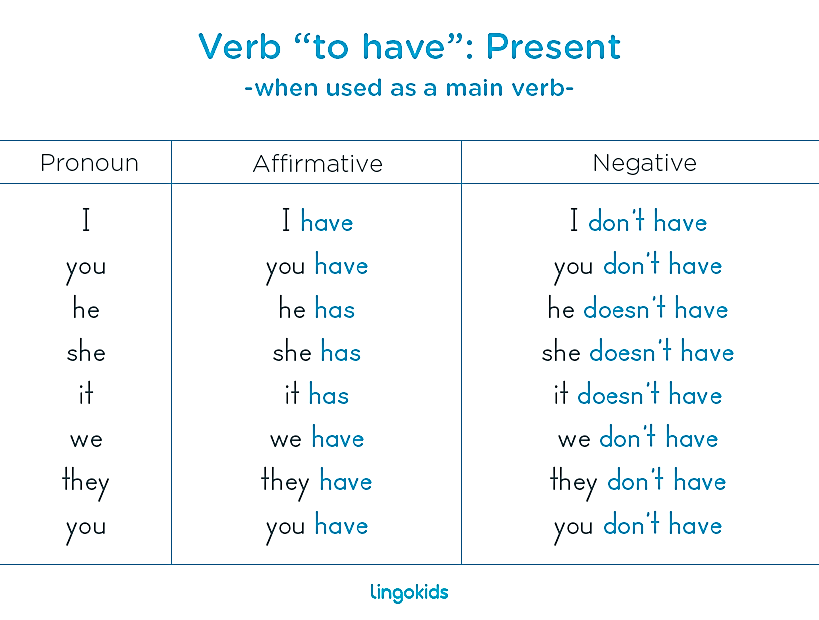 Verb “to have”: Present
-when used as a main verb-
Pronoun Affirmative Negative
I I have I don't have
you you have you don't have
he he has he doesn't have
she she has she doesn't have
it it has it doesn't have
we we have we don't have
they they have they don't have
you you have you don't have
lingokids